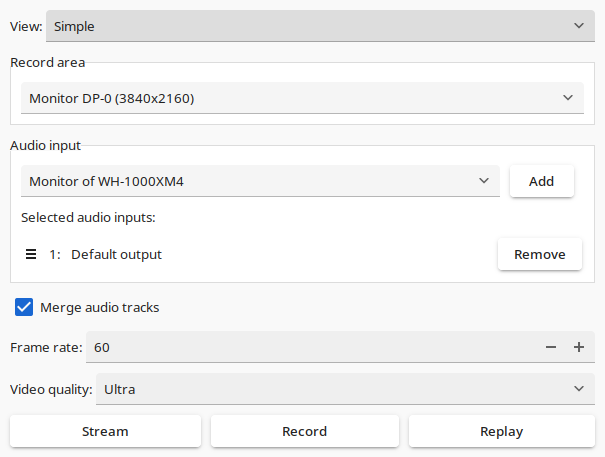 View: Simple
Record area
Monitor DP-0 (3840x2160)
Audio input
Monitor of WH-1000XM4 Add
Selected audio inputs:
1: Default output Remove
Merge audio tracks
Frame rate: 60
Video quality: Ultra
Stream Record Replay